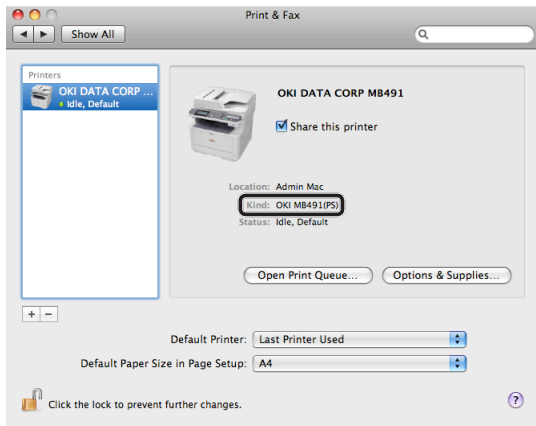 Print & Fax
Show All
Printers
OKI DATA CORP ...
Idle, Default
OKI DATA CORP MB491
Share this printer
Location: Admin Mac
Kind: OKI MB491(PS)
Status: Idle, Default
Open Print Queue... Options & Supplies...
+ −
Default Printer: Last Printer Used
Default Paper Size in Page Setup: A4
Click the lock to prevent further changes.
?